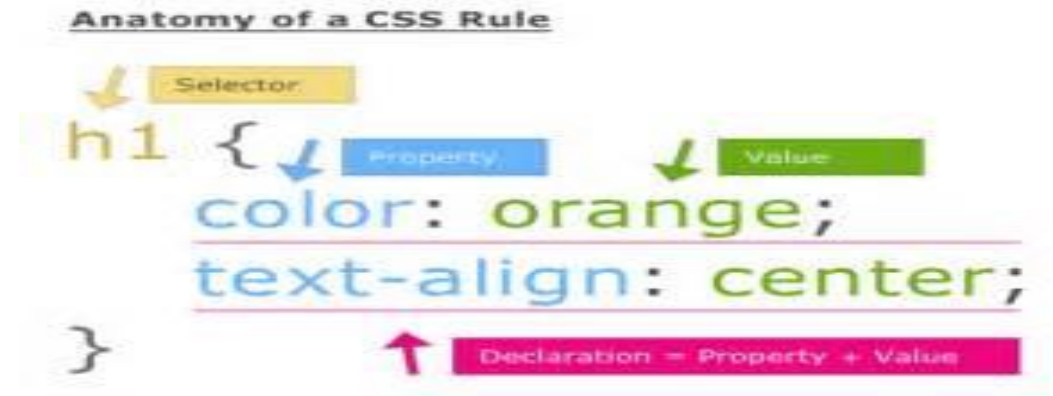 Anatomy of a CSS Rule
Selector
h1 {
Property
Value
color: orange;
text-align: center;
}
Declaration = Property + Value